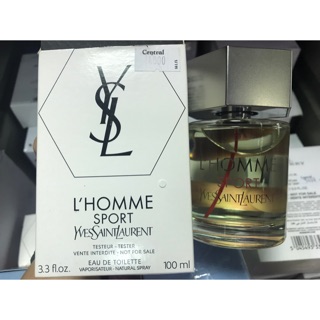 Central
YSL
L'HOMME
SPORT
YVESSAINTLAURENT
TESTEUR - TESTER
VENTE INTERDITE - NOT FOR SALE
EAU DE TOILETTE
VAPORISATEUR - NATURAL SPRAY
3.3 fl.oz.
100 ml
L'HOMME
SPORT
YVESSAINTLAURENT